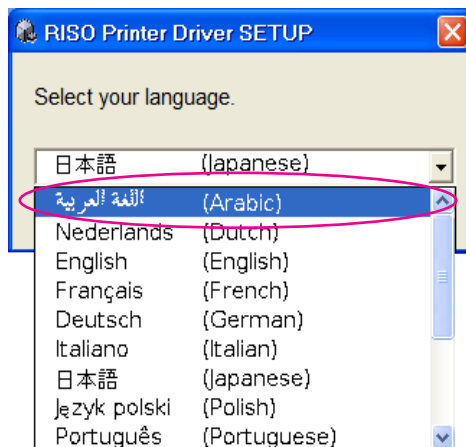 RISO Printer Driver SETUP
Select your language.
日本語 (Japanese)
اللغة العربية (Arabic)
Nederlands (Dutch)
English (English)
Français (French)
Deutsch (German)
Italiano (Italian)
日本語 (Japanese)
Język polski (Polish)
Português (Portuguese)